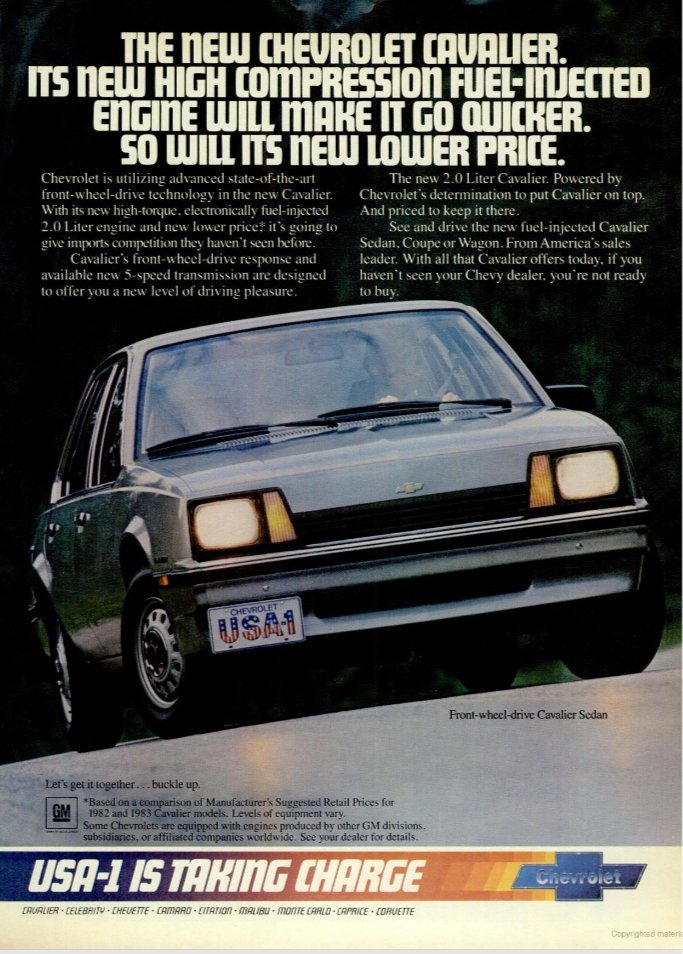 THE NEW CHEVROLET CAVALIER.
ITS NEW HIGH COMPRESSION FUEL-INJECTED
ENGINE WILL MAKE IT GO QUICKER.
SO WILL ITS NEW LOWER PRICE.
Chevrolet is utilizing advanced state-of-the-art
front-wheel-drive technology in the new Cavalier.
With its new high-torque, electronically fuel-injected
2.0 Liter engine and new lower price,* it's going to
give imports competition they haven't seen before.
Cavalier's front-wheel-drive response and
available new 5-speed transmission are designed
to offer you a new level of driving pleasure.
The new 2.0 Liter Cavalier. Powered by
Chevrolet's determination to put Cavalier on top.
And priced to keep it there.
See and drive the new fuel-injected Cavalier
Sedan, Coupe or Wagon. From America's sales
leader. With all that Cavalier offers today, if you
haven't seen your Chevy dealer, you're not ready
to buy.
CHEVROLET
USA-1
Front-wheel-drive Cavalier Sedan
Let's get it together . . . buckle up.
GM
*Based on a comparison of Manufacturer's Suggested Retail Prices for
1982 and 1983 Cavalier models. Levels of equipment vary.
Some Chevrolets are equipped with engines produced by other GM divisions,
subsidiaries, or affiliated companies worldwide. See your dealer for details.
USA-1 IS TAKING CHARGE
Chevrolet
CAVALIER • CELEBRITY • CHEVETTE • CAMARO • CITATION • MALIBU • MONTE CARLO • CAPRICE • CORVETTE
Copyrighted